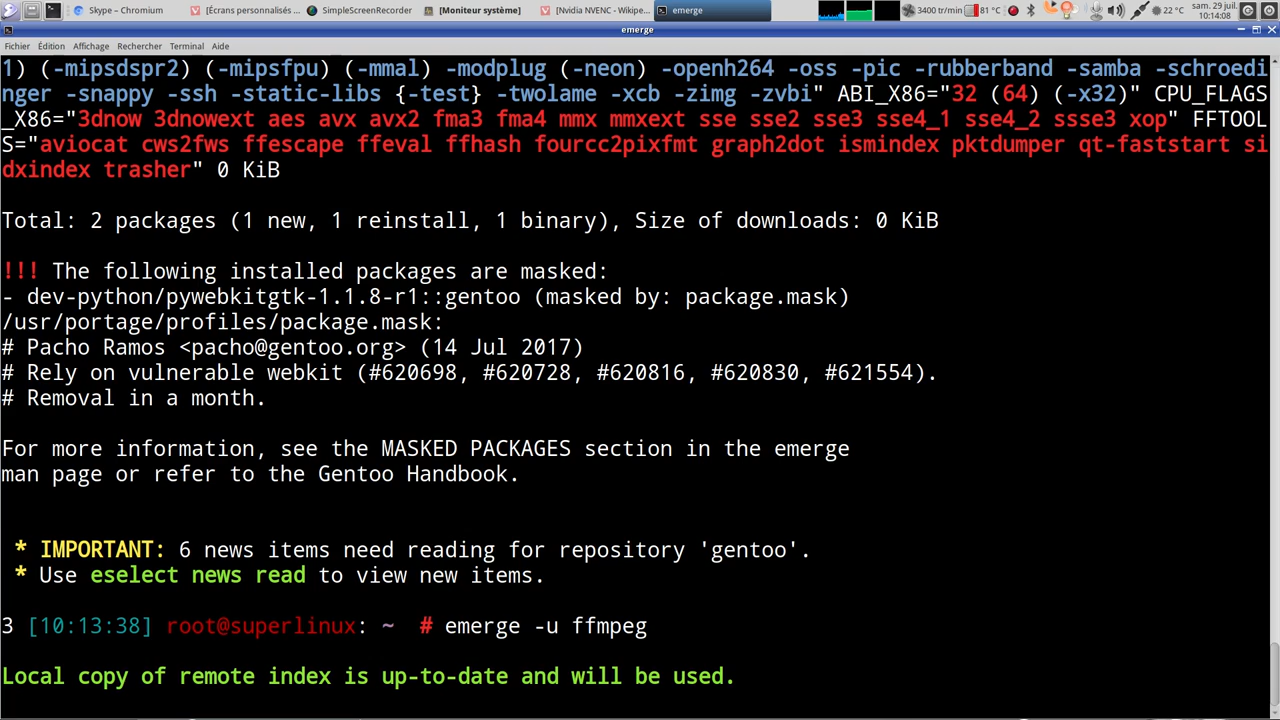 Skype – Chromium
[Écrans personnalisés ...
SimpleScreenRecorder
[Moniteur système]
[Nvidia NVENC - Wikipe...
emerge
3400 tr/min
81 °C
22 °C
sam. 29 juil.
10:14:08
emerge
Fichier Édition Affichage Rechercher Terminal Aide
1) (-mipsdspr2) (-mipsfpu) (-mmal) -modplug (-neon) -openh264 -oss -pic -rubberband -samba -schroedi
nger -snappy -ssh -static-libs {-test} -twolame -xcb -zimg -zvbi" ABI_X86="32 (64) (-x32)" CPU_FLAGS
_X86="3dnow 3dnowext aes avx avx2 fma3 fma4 mmx mmxext sse sse2 sse3 sse4_1 sse4_2 ssse3 xop" FFTOOL
S="aviocat cws2fws ffescape ffeval ffhash fourcc2pixfmt graph2dot ismindex pktdumper qt-faststart si
dxindex trasher" 0 KiB
Total: 2 packages (1 new, 1 reinstall, 1 binary), Size of downloads: 0 KiB
!!! The following installed packages are masked:
- dev-python/pywebkitgtk-1.1.8-r1::gentoo (masked by: package.mask)
/usr/portage/profiles/package.mask:
# Pacho Ramos <pacho@gentoo.org> (14 Jul 2017)
# Rely on vulnerable webkit (#620698, #620728, #620816, #620830, #621554).
# Removal in a month.
For more information, see the MASKED PACKAGES section in the emerge
man page or refer to the Gentoo Handbook.
* IMPORTANT: 6 news items need reading for repository 'gentoo'.
* Use eselect news read to view new items.
3 [10:13:38] root@superlinux: ~ # emerge -u ffmpeg
Local copy of remote index is up-to-date and will be used.